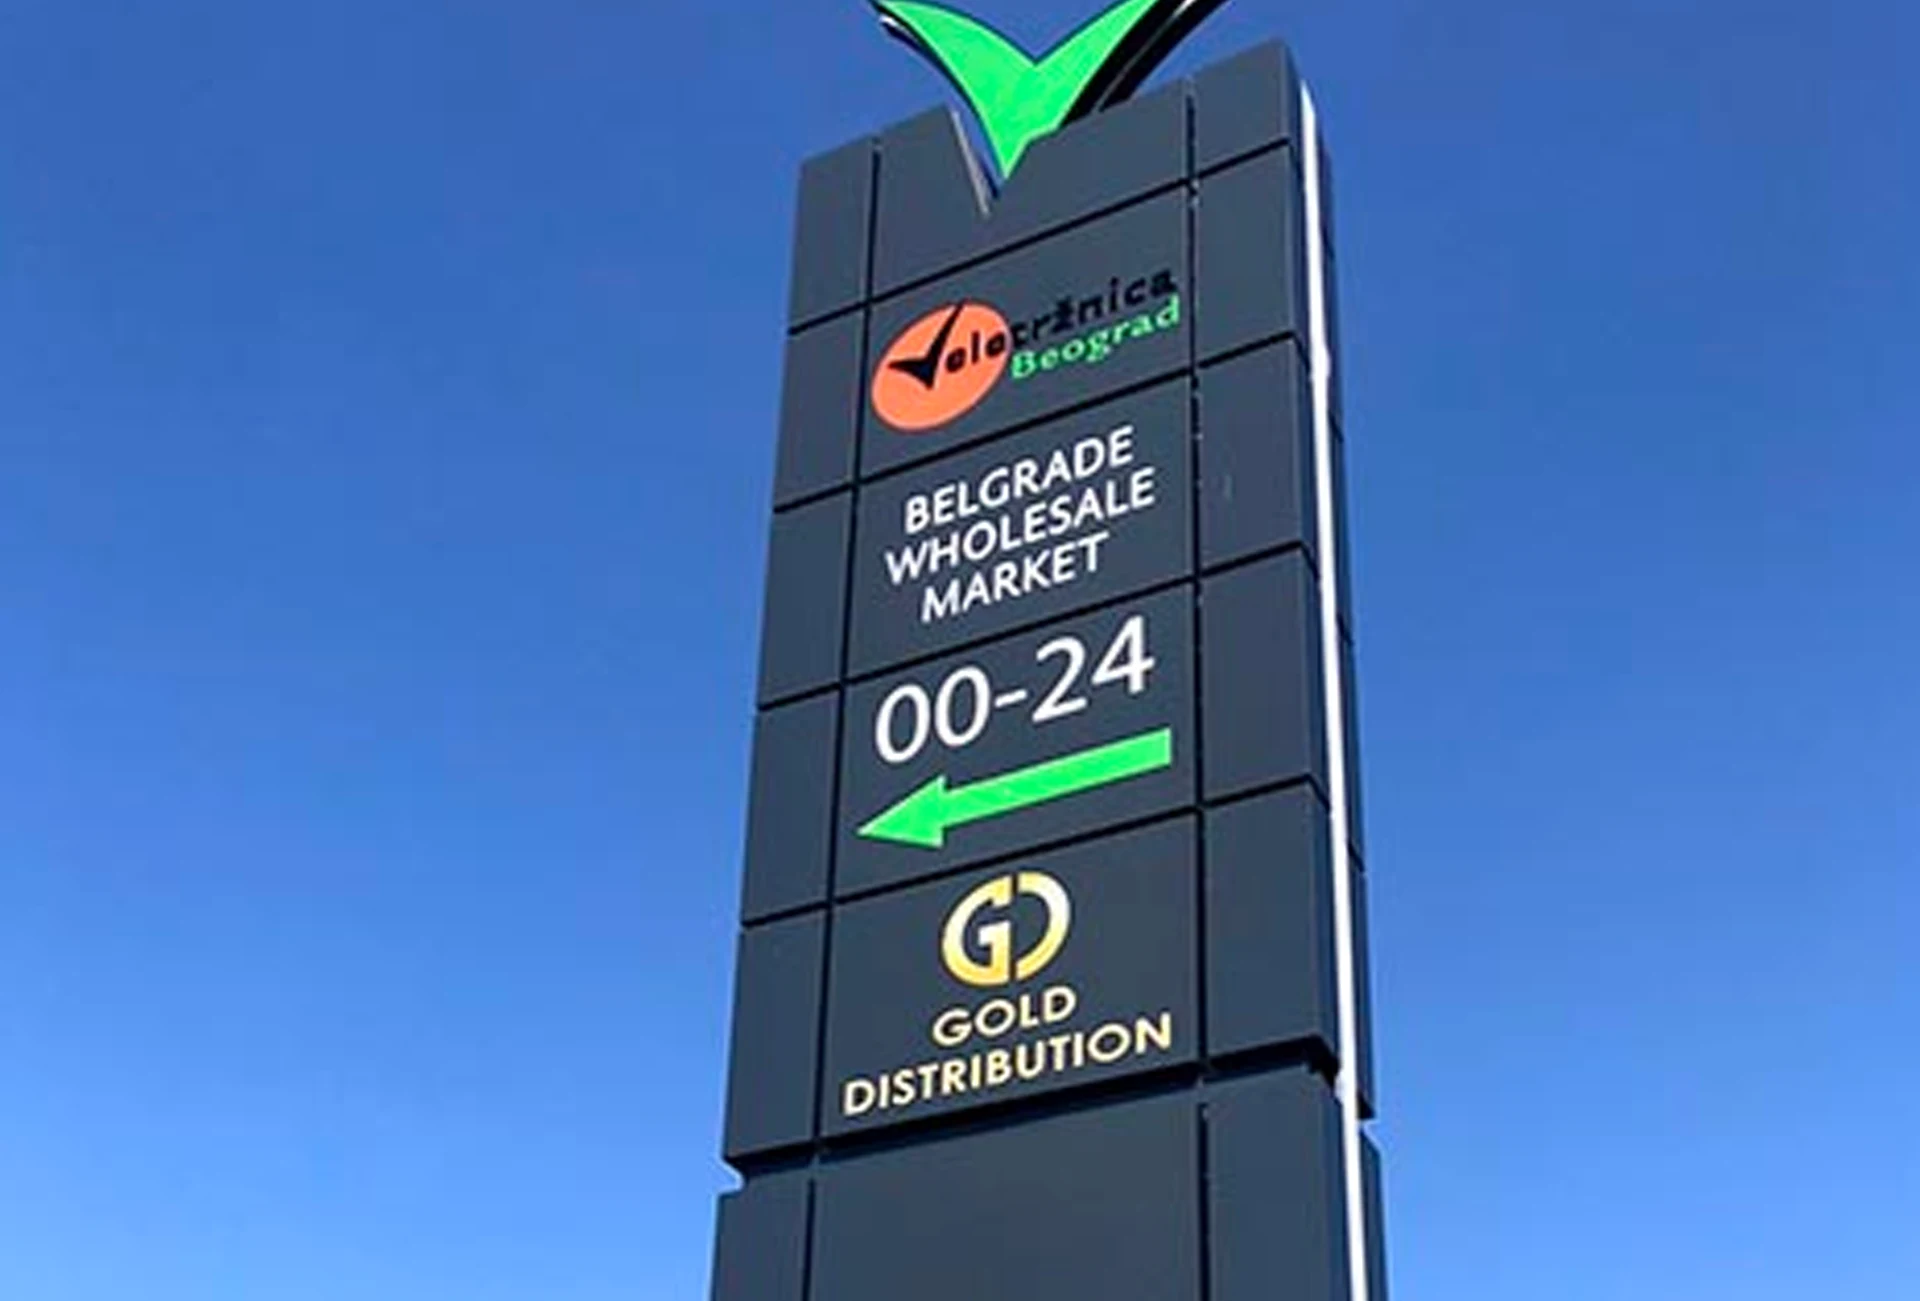 Veletržnica
Beograd
BELGRADE
WHOLESALE
MARKET
00-24
GD
GOLD
DISTRIBUTION